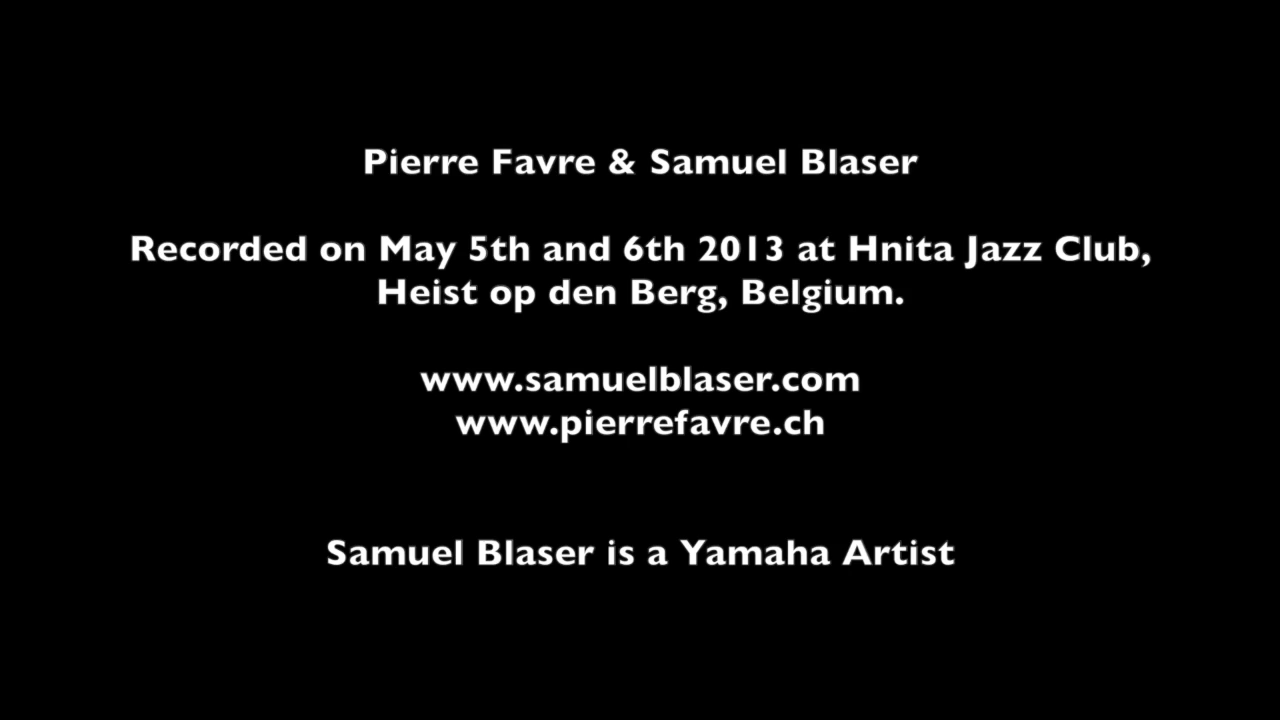 Pierre Favre & Samuel Blaser
Recorded on May 5th and 6th 2013 at Hnita Jazz Club,
Heist op den Berg, Belgium.
www.samuelblaser.com
www.pierrefavre.ch
Samuel Blaser is a Yamaha Artist